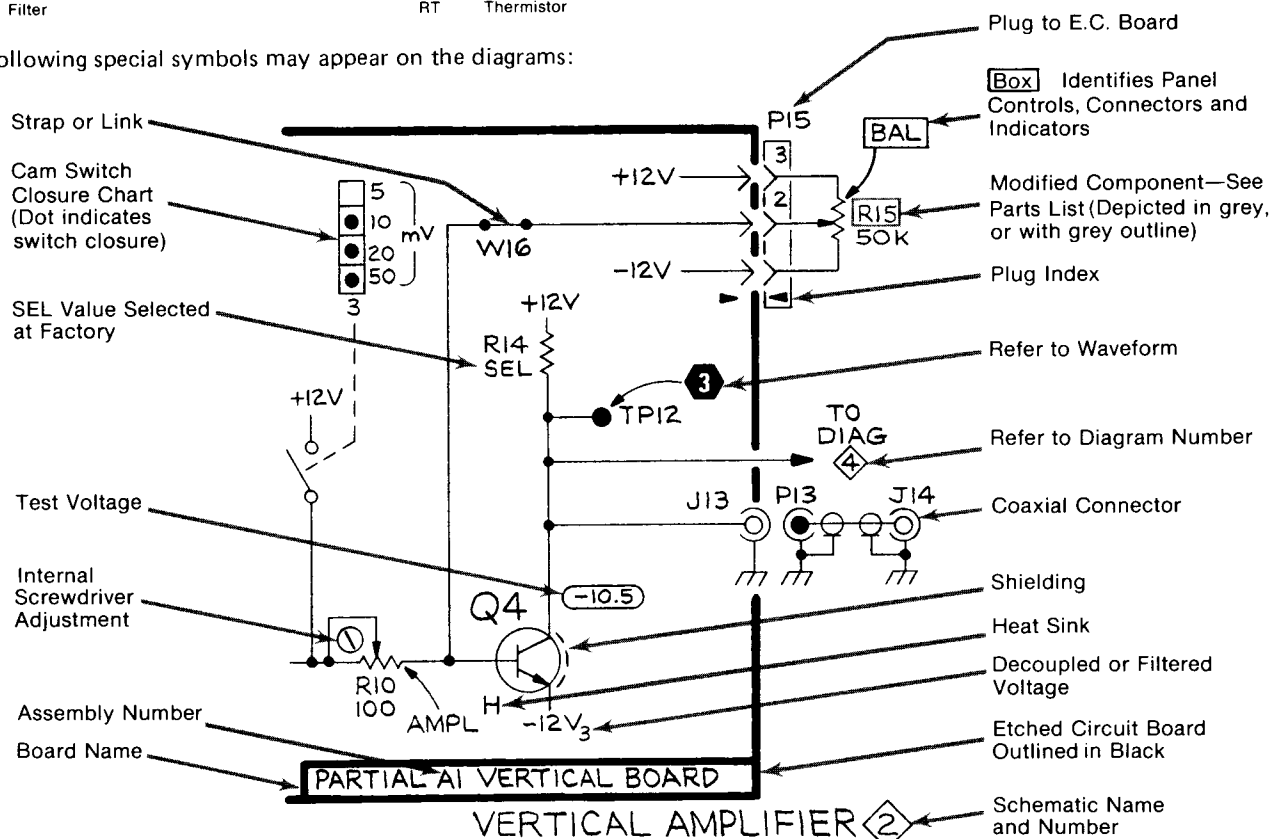 Filter
RT Thermistor
ollowing special symbols may appear on the diagrams:
Strap or Link
Cam Switch
Closure Chart
(Dot indicates
switch closure)
SEL Value Selected
at Factory
Test Voltage
Internal
Screwdriver
Adjustment
Assembly Number
Board Name
5
10
20
50
mV
3
+12V
W16
+12V
R14
SEL
TP12
3
+12V
-12V
P15
3
2
BAL
R15
50K
TO
DIAG
4
J13
P13
J14
-10.5
Q4
R10
100
AMPL
H
-12V3
PARTIAL A1 VERTICAL BOARD
VERTICAL AMPLIFIER 2
Plug to E.C. Board
Box Identifies Panel
Controls, Connectors and
Indicators
Modified Component—See
Parts List (Depicted in grey,
or with grey outline)
Plug Index
Refer to Waveform
Refer to Diagram Number
Coaxial Connector
Shielding
Heat Sink
Decoupled or Filtered
Voltage
Etched Circuit Board
Outlined in Black
Schematic Name
and Number